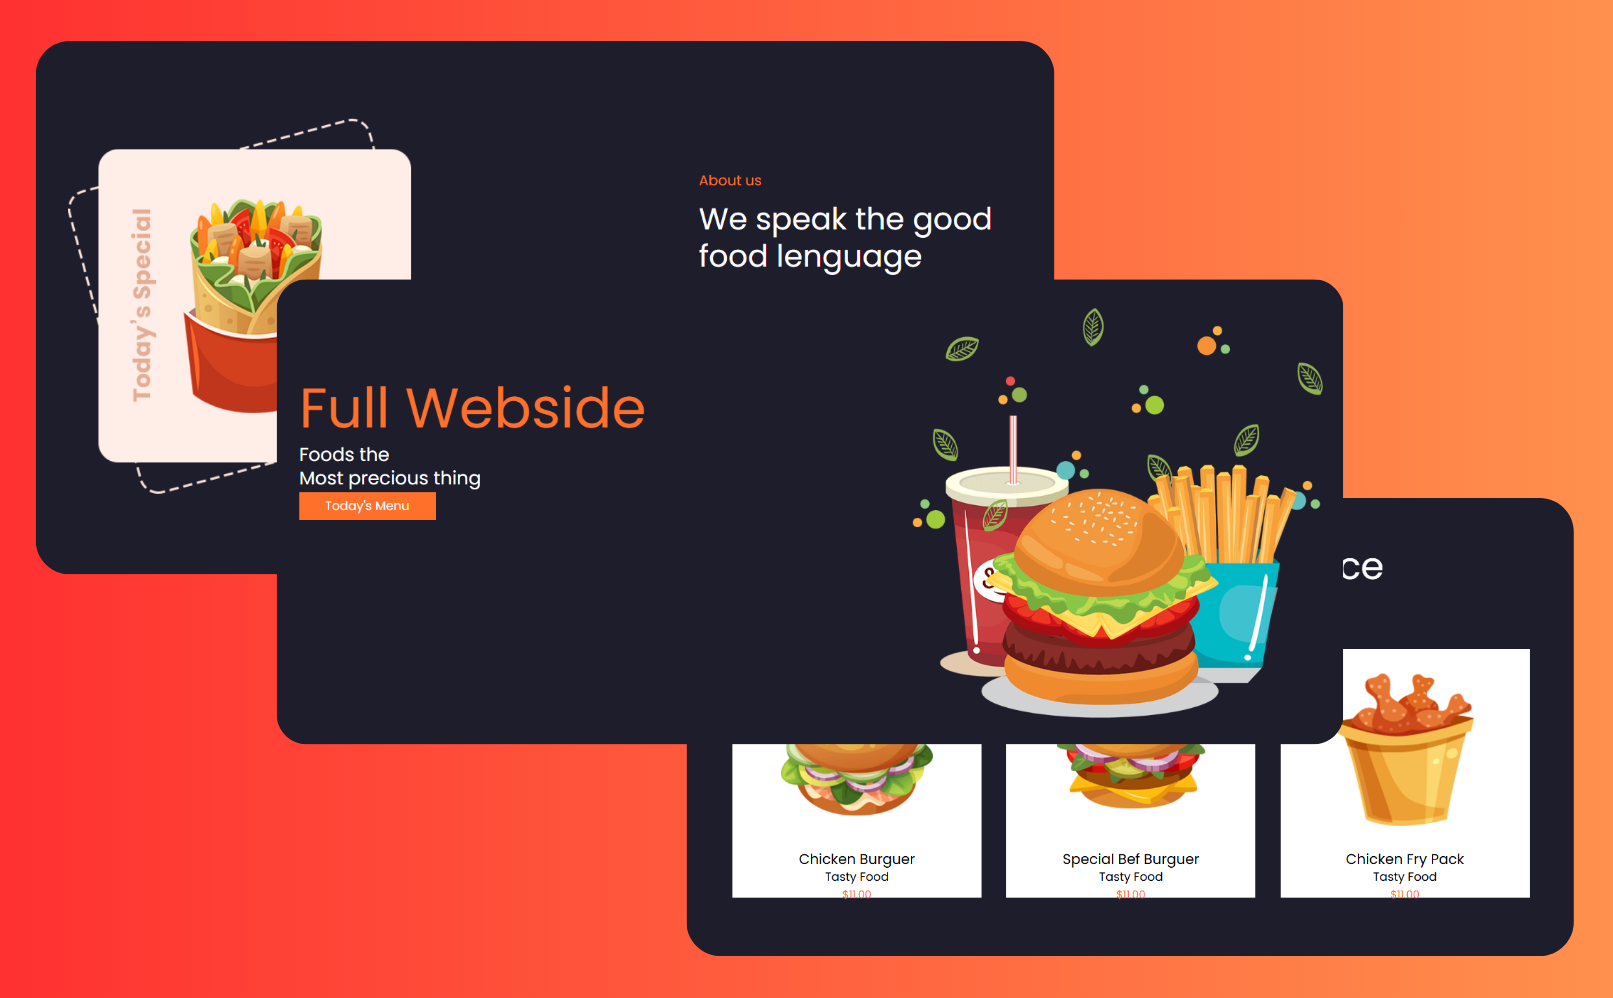 Today's Special
About us
We speak the good
food lenguage
Full Webside
Foods the
Most precious thing
Today's Menu
ce
Chicken Burguer
Tasty Food
$11.00
Special Bef Burguer
Tasty Food
$11.00
Chicken Fry Pack
Tasty Food
$11.00